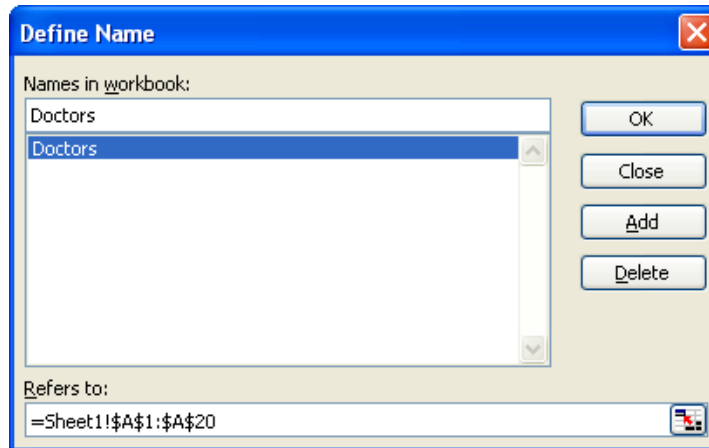 Define Name
Names in workbook:
Doctors
Doctors
OK
Close
Add
Delete
Refers to:
=Sheet1!$A$1:$A$20